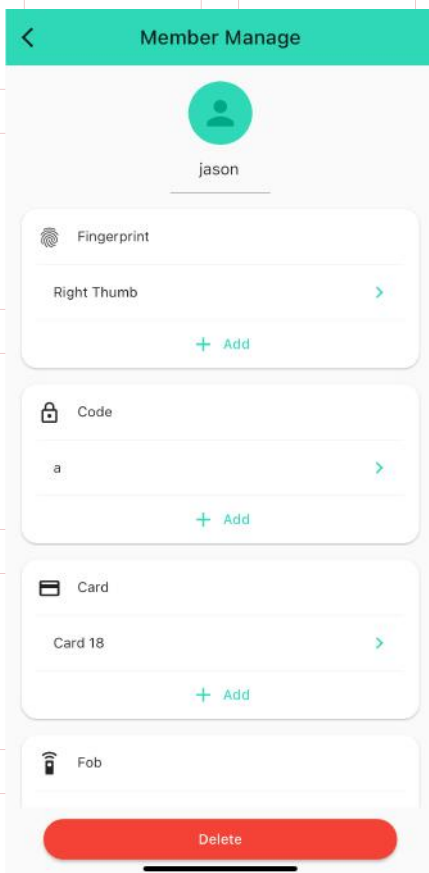 Member Manage
jason
Fingerprint
Right Thumb
+ Add
Code
a
+ Add
Card
Card 18
+ Add
Fob
Delete